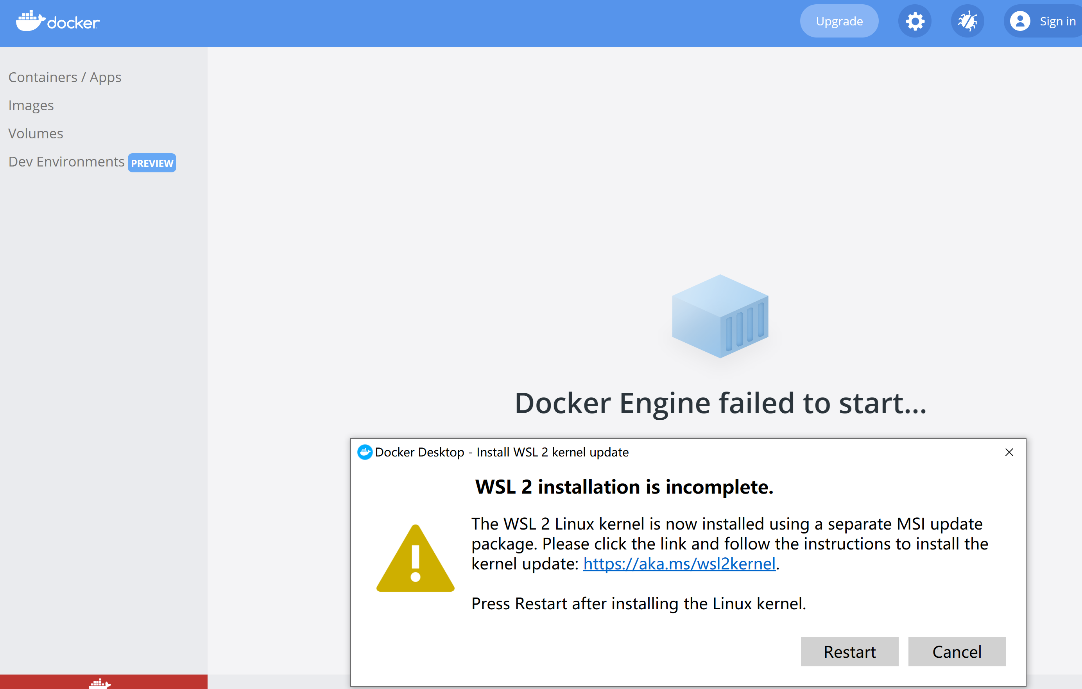 docker
Upgrade
Sign in
Containers / Apps
Images
Volumes
Dev Environments PREVIEW
Docker Engine failed to start...
Docker Desktop - Install WSL 2 kernel update
WSL 2 installation is incomplete.
The WSL 2 Linux kernel is now installed using a separate MSI update
package. Please click the link and follow the instructions to install the
kernel update: https://aka.ms/wsl2kernel.
Press Restart after installing the Linux kernel.
Restart
Cancel